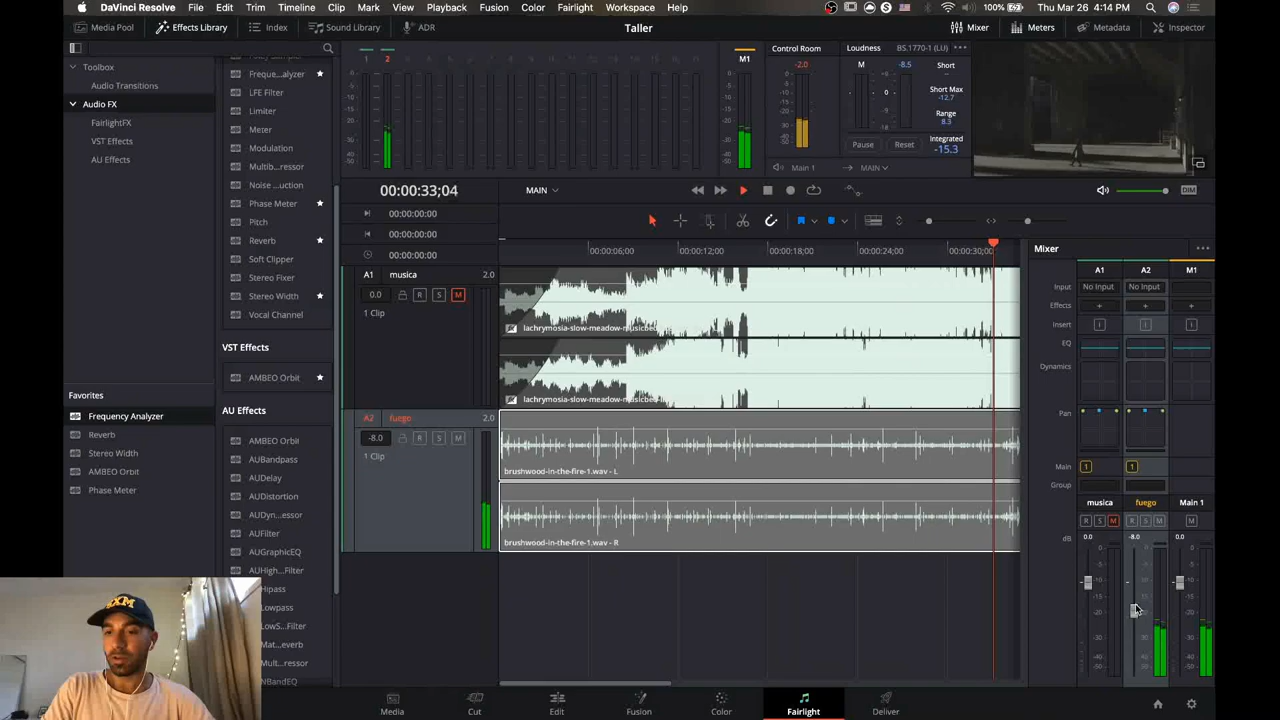 DaVinci Resolve File Edit Trim Timeline Clip Mark View Playback Fusion Color Fairlight Workspace Help 100% Thu Mar 26 4:14 PM
Media Pool Effects Library Index Sound Library ADR Taller Mixer Meters Metadata Inspector
Toolbox
Audio Transitions
Audio FX
FairlightFX
VST Effects
AU Effects
Favorites
Frequency Analyzer
Reverb
Stereo Width
AMBEO Orbit
Phase Meter
Freque...alyzer
LFE Filter
Limiter
Meter
Modulation
Multib...ressor
Noise ...uction
Phase Meter
Pitch
Reverb
Soft Clipper
Stereo Fixer
Stereo Width
Vocal Channel
VST Effects
AMBEO Orbit
AU Effects
AMBEO Orbit
AUBandpass
AUDelay
AUDistortion
AUDyn...essor
AUFilter
AUGraphicEQ
AUHigh...Filter
Hipass
Lowpass
LowS...Filter
Mat...everb
Mult...ressor
NBandEQ
1 2 M1
Control Room
-2.0
Loudness BS.1770-1 (LU)
M -8.5
Short
Short Max
-12.7
Range
8.3
Integrated
-15.3
Pause Reset
Main 1 MAIN
00:00:33;04 MAIN DIM
00:00:00:00
00:00:00:00
00:00:00:00
00:00:06;00 00:00:12;00 00:00:18;00 00:00:24;00 00:00:30;00
A1 musica 2.0
0.0 R S M
1 Clip
lachrymosia-slow-meadow-musicbed
lachrymosia-slow-meadow-musicbed
A2 fuego 2.0
-8.0 R S M
1 Clip
brushwood-in-the-fire-1.wav - L
brushwood-in-the-fire-1.wav - R
Mixer
A1 A2 M1
Input No Input No Input
Effects + + +
Insert
EQ
Dynamics
Pan
Main 1 1
Group
musica fuego Main 1
R S M R S M M
dB 0.0 -8.0 0.0
Media Cut Edit Fusion Color Fairlight Deliver